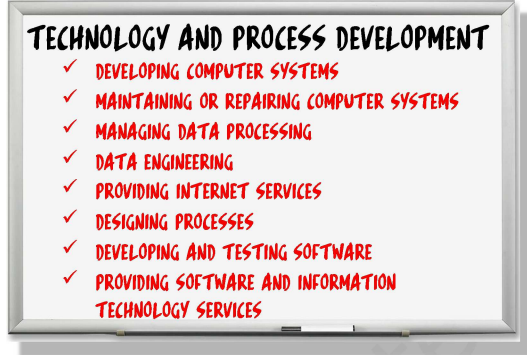 TECHNOLOGY AND PROCESS DEVELOPMENT
✓ DEVELOPING COMPUTER SYSTEMS
✓ MAINTAINING OR REPAIRING COMPUTER SYSTEMS
✓ MANAGING DATA PROCESSING
✓ DATA ENGINEERING
✓ PROVIDING INTERNET SERVICES
✓ DESIGNING PROCESSES
✓ DEVELOPING AND TESTING SOFTWARE
✓ PROVIDING SOFTWARE AND INFORMATION
TECHNOLOGY SERVICES